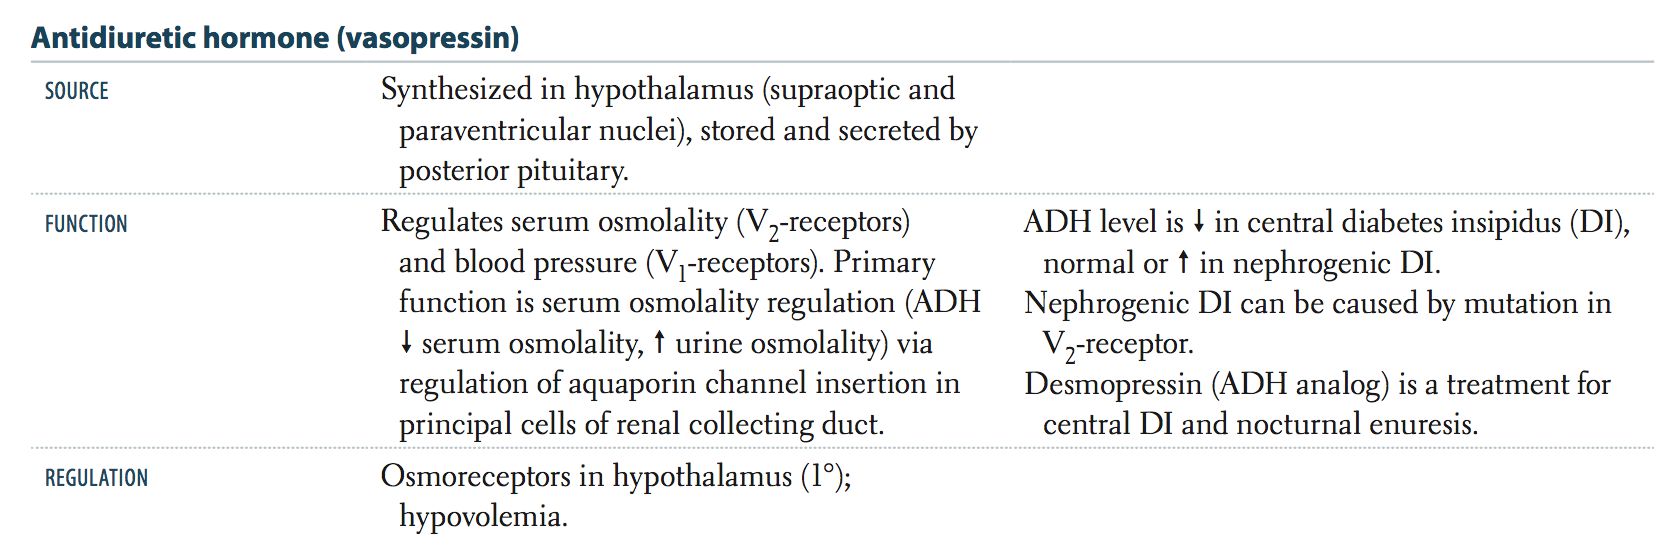 Antidiuretic hormone (vasopressin)
SOURCE
Synthesized in hypothalamus (supraoptic and
paraventricular nuclei), stored and secreted by
posterior pituitary.
FUNCTION
Regulates serum osmolality (V₂-receptors)
and blood pressure (V₁-receptors). Primary
function is serum osmolality regulation (ADH
↓ serum osmolality, ↑ urine osmolality) via
regulation of aquaporin channel insertion in
principal cells of renal collecting duct.
ADH level is ↓ in central diabetes insipidus (DI),
normal or ↑ in nephrogenic DI.
Nephrogenic DI can be caused by mutation in
V₂-receptor.
Desmopressin (ADH analog) is a treatment for
central DI and nocturnal enuresis.
REGULATION
Osmoreceptors in hypothalamus (1°);
hypovolemia.